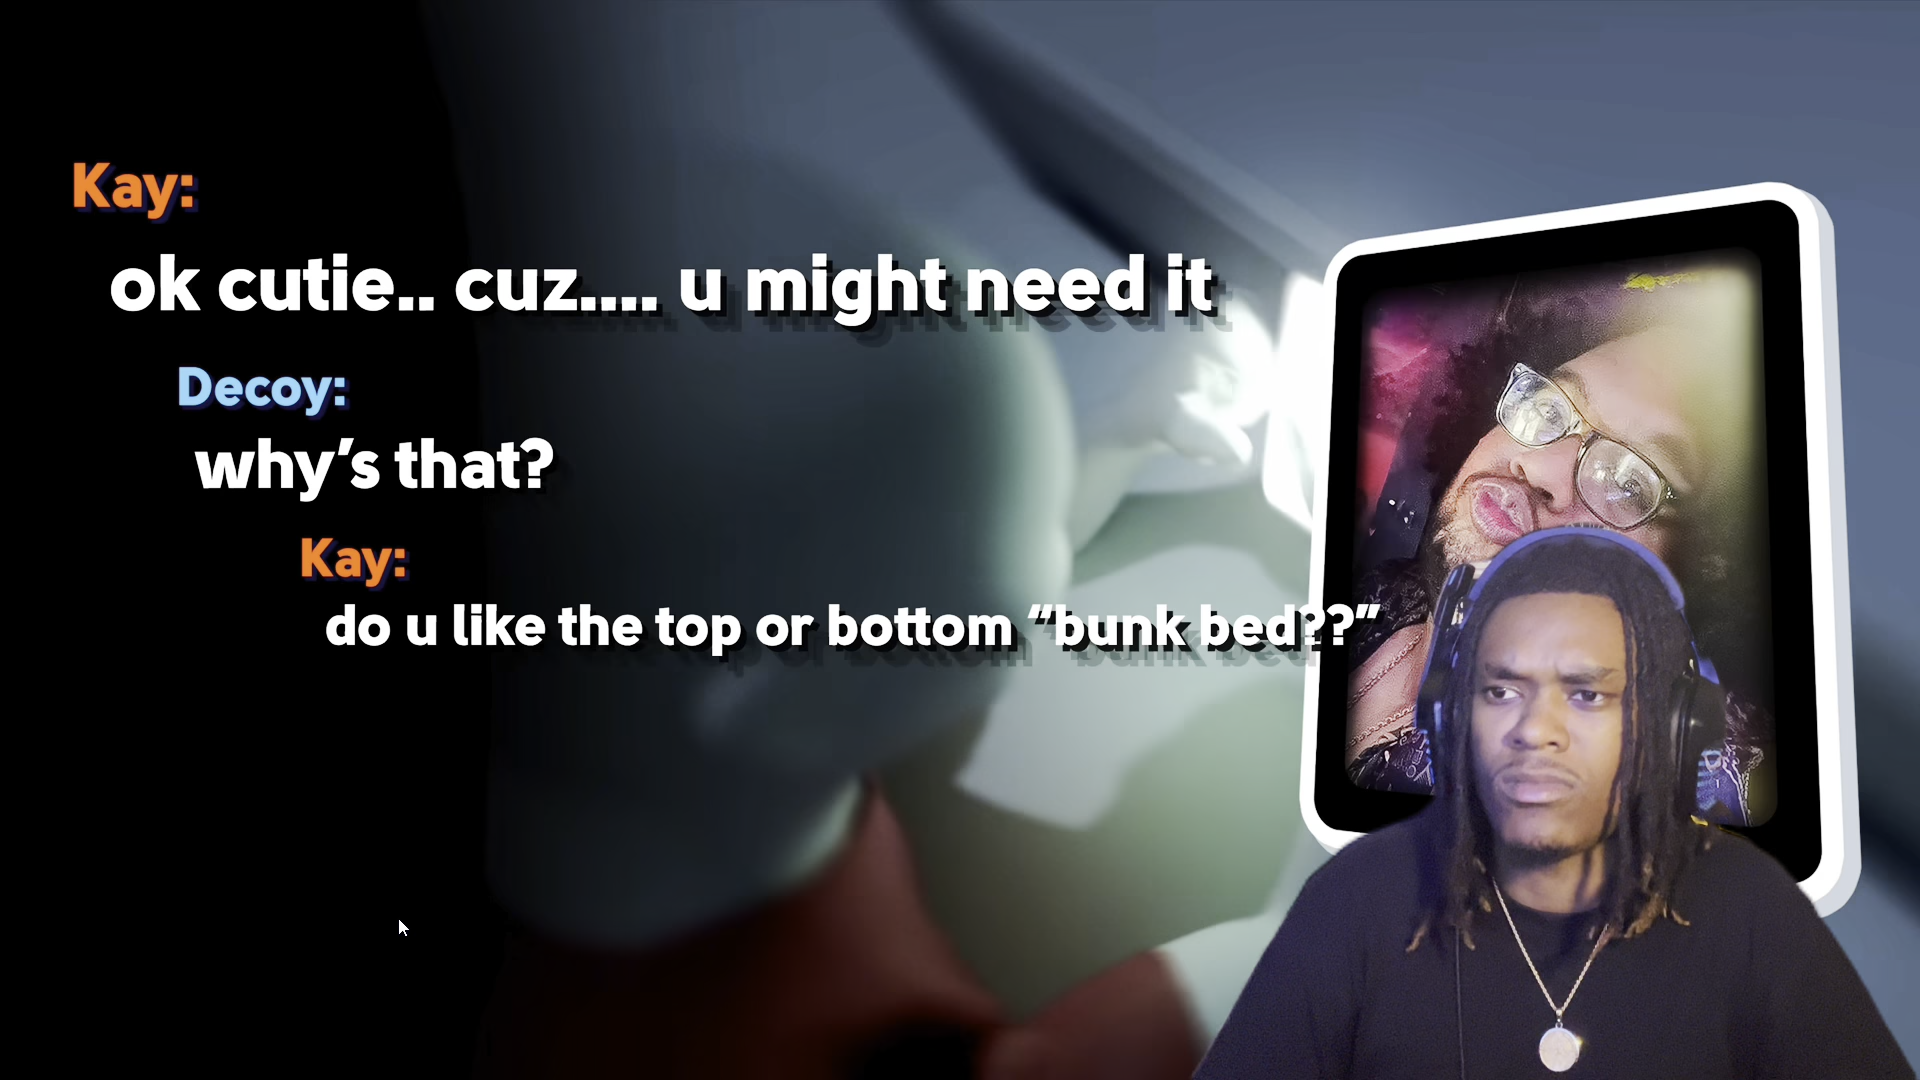 Kay:
ok cutie.. cuz.... u might need it
Decoy:
why’s that?
Kay:
do u like the top or bottom “bunk bed??”